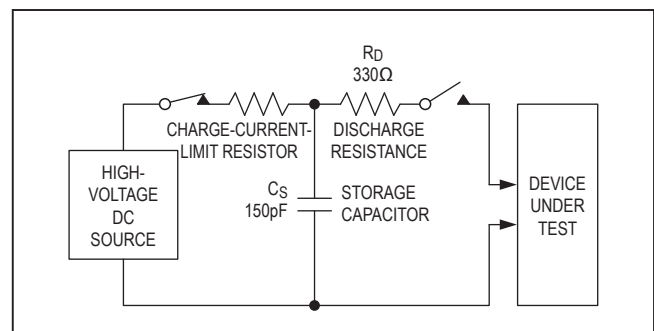 RD
330Ω
CHARGE-CURRENT-
LIMIT RESISTOR
DISCHARGE
RESISTANCE
HIGH-
VOLTAGE
DC
SOURCE
CS
150pF
STORAGE
CAPACITOR
DEVICE
UNDER
TEST